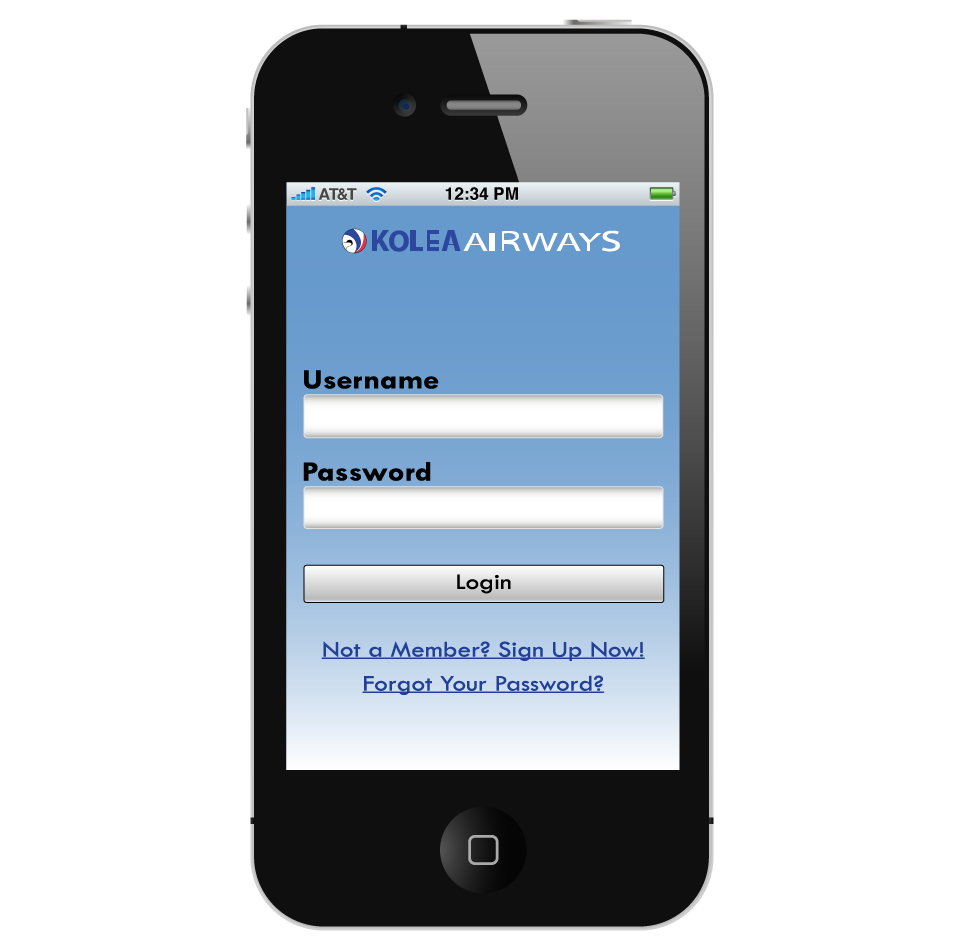 AT&T 12:34 PM
KOLEA AIRWAYS
Username
Password
Login
Not a Member? Sign Up Now!
Forgot Your Password?